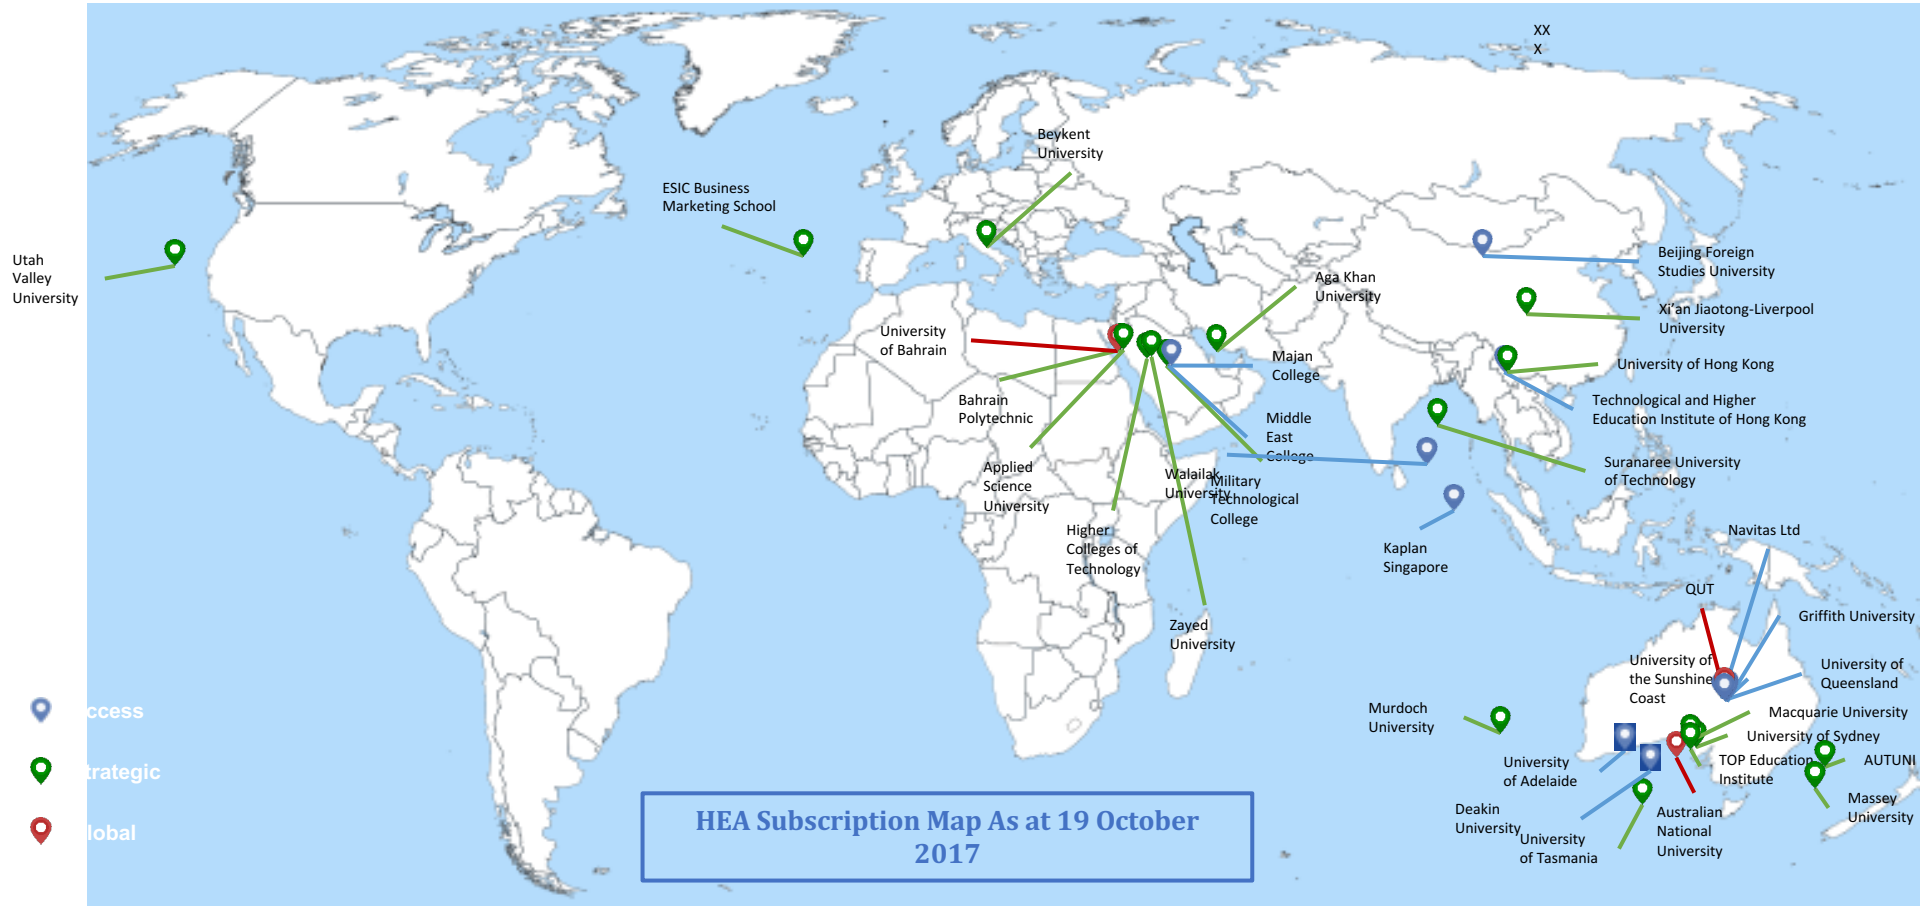 XX
X
Beykent
University
ESIC Business
Marketing School
Utah
Valley
University
Beijing Foreign
Studies University
Aga Khan
University
Xi'an Jiaotong-Liverpool
University
University
of Bahrain
Majan
College
University of Hong Kong
Bahrain
Polytechnic
Technological and Higher
Education Institute of Hong Kong
Middle
East
College
Applied
Science
University
Walailak
University
Military
Technological
College
Suranaree University
of Technology
Higher
Colleges of
Technology
Kaplan
Singapore
Navitas Ltd
QUT
Griffith University
Zayed
University
University of
the Sunshine
Coast
University of
Queensland
Murdoch
University
Macquarie University
University of Sydney
University
of Adelaide
TOP Education
Institute
AUTUNI
Massey
University
Deakin
University
University
of Tasmania
Australian
National
University
ccess
trategic
lobal
HEA Subscription Map As at 19 October
2017